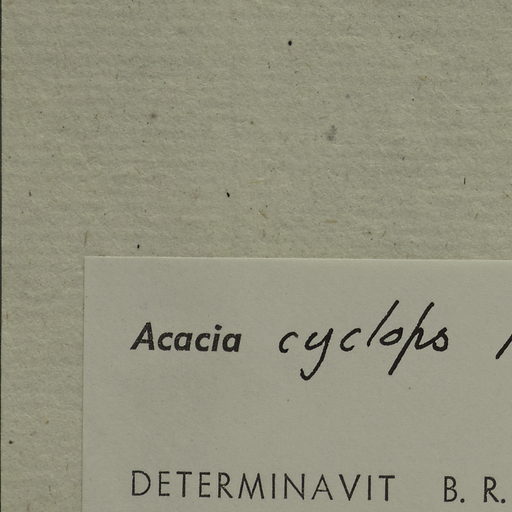 Acacia cyclops
DETERMINAVIT B. R.